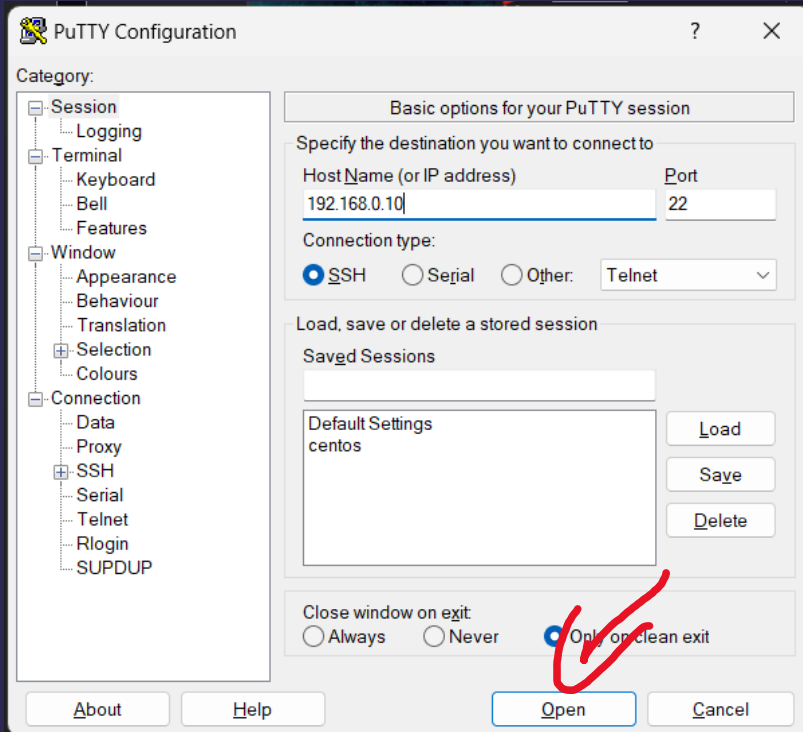 PuTTY Configuration
?
Category:
Session
Logging
Terminal
Keyboard
Bell
Features
Window
Appearance
Behaviour
Translation
Selection
Colours
Connection
Data
Proxy
SSH
Serial
Telnet
Rlogin
SUPDUP
Basic options for your PuTTY session
Specify the destination you want to connect to
Host Name (or IP address) Port
192.168.0.10 22
Connection type:
SSH Serial Other: Telnet
Load, save or delete a stored session
Saved Sessions
Default Settings
centos
Load
Save
Delete
Close window on exit:
Always Never Only on clean exit
About Help Open Cancel